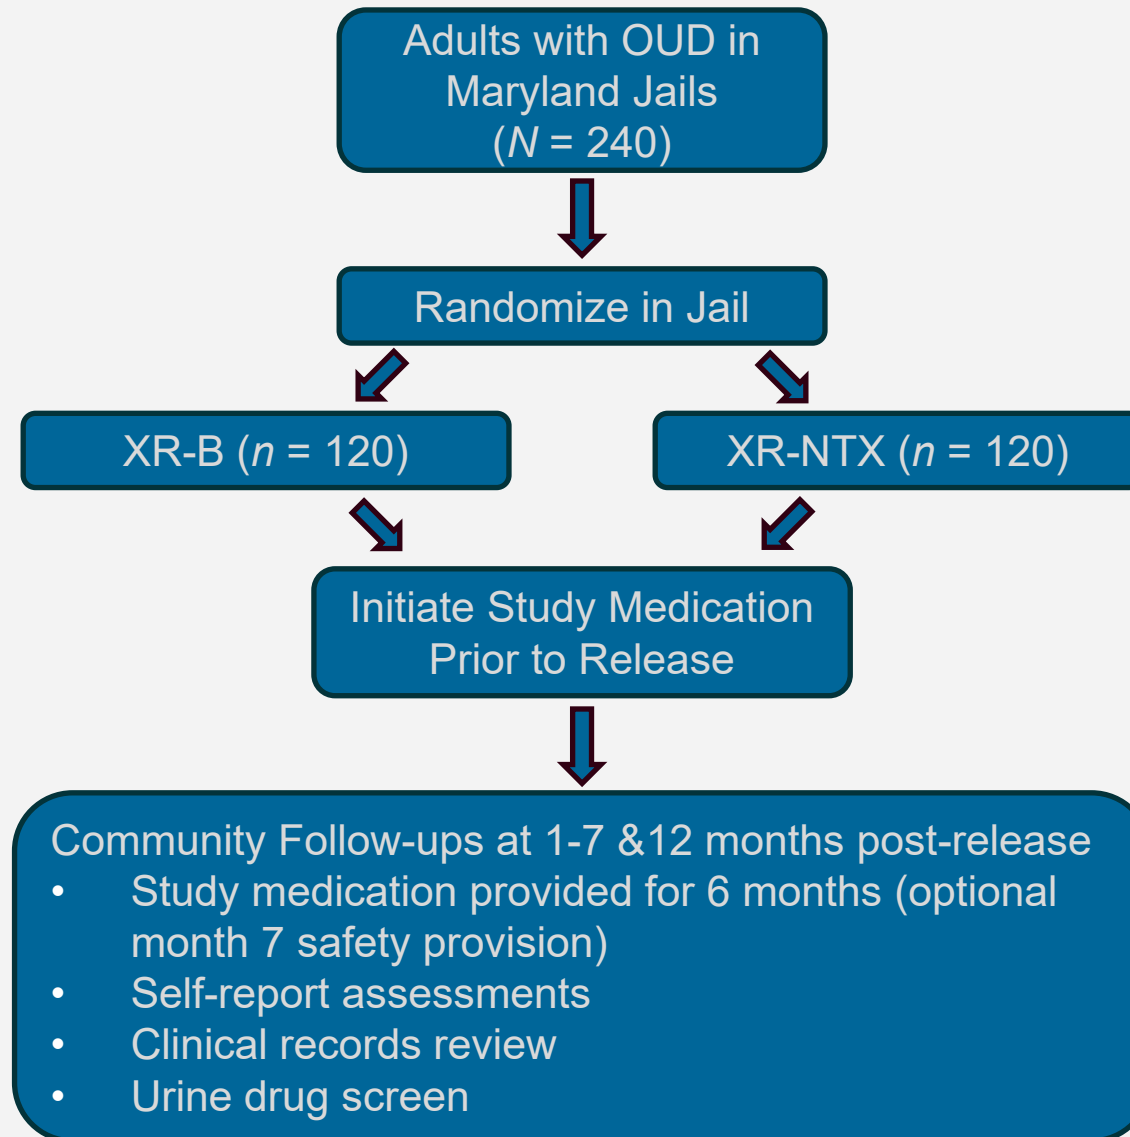 Adults with OUD in
Maryland Jails
(N = 240)
Randomize in Jail
XR-B (n = 120)
XR-NTX (n = 120)
Initiate Study Medication
Prior to Release
Community Follow-ups at 1-7 &12 months post-release
• Study medication provided for 6 months (optional
month 7 safety provision)
• Self-report assessments
• Clinical records review
• Urine drug screen